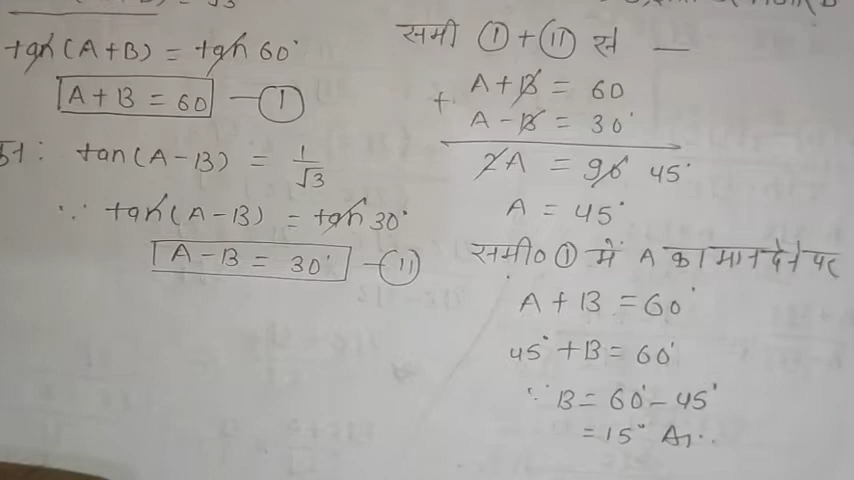 √3
tan(A+B) = tan 60°
A+B = 60 — (I)
tan(A-B) = 1/√3
∵ tan(A-B) = tan 30°
A-B = 30° — (II)
समी (I) + (II) से —
A+B = 60
+ A-B = 30°
2A = 90 45°
A = 45°
समी० (I) में A का मान देने पर
A + B = 60°
45° + B = 60°
∵ B = 60° - 45°
= 15° An.